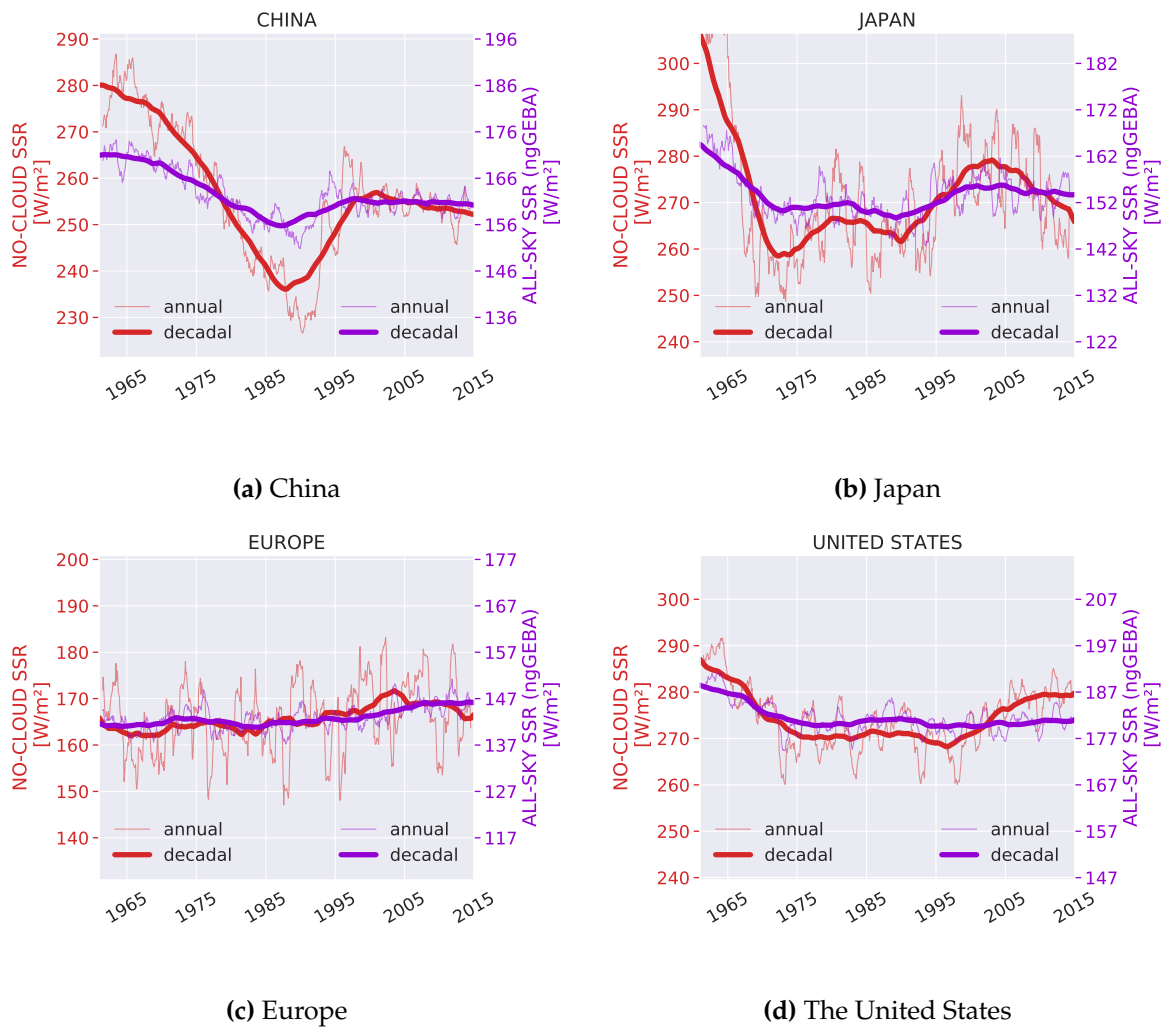 CHINA
290
280
270
260
250
240
230
NO-CLOUD SSR
[W/m²]
196
186
176
166
156
146
136
ALL-SKY SSR (ngGEBA)
[W/m²]
annual
decadal
annual
decadal
1965
1975
1985
1995
2005
2015
(a) China
JAPAN
300
290
280
270
260
250
240
NO-CLOUD SSR
[W/m²]
182
172
162
152
142
132
122
ALL-SKY SSR (ngGEBA)
[W/m²]
annual
decadal
annual
decadal
1965
1975
1985
1995
2005
2015
(b) Japan
EUROPE
200
190
180
170
160
150
140
NO-CLOUD SSR
[W/m²]
177
167
157
147
137
127
117
ALL-SKY SSR (ngGEBA)
[W/m²]
annual
decadal
annual
decadal
1965
1975
1985
1995
2005
2015
(c) Europe
UNITED STATES
300
290
280
270
260
250
240
NO-CLOUD SSR
[W/m²]
207
197
187
177
167
157
147
ALL-SKY SSR (ngGEBA)
[W/m²]
annual
decadal
annual
decadal
1965
1975
1985
1995
2005
2015
(d) The United States